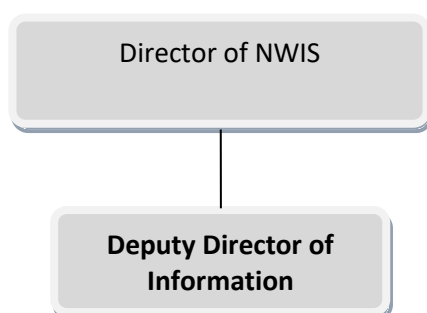 Director of NWIS
Deputy Director of
Information